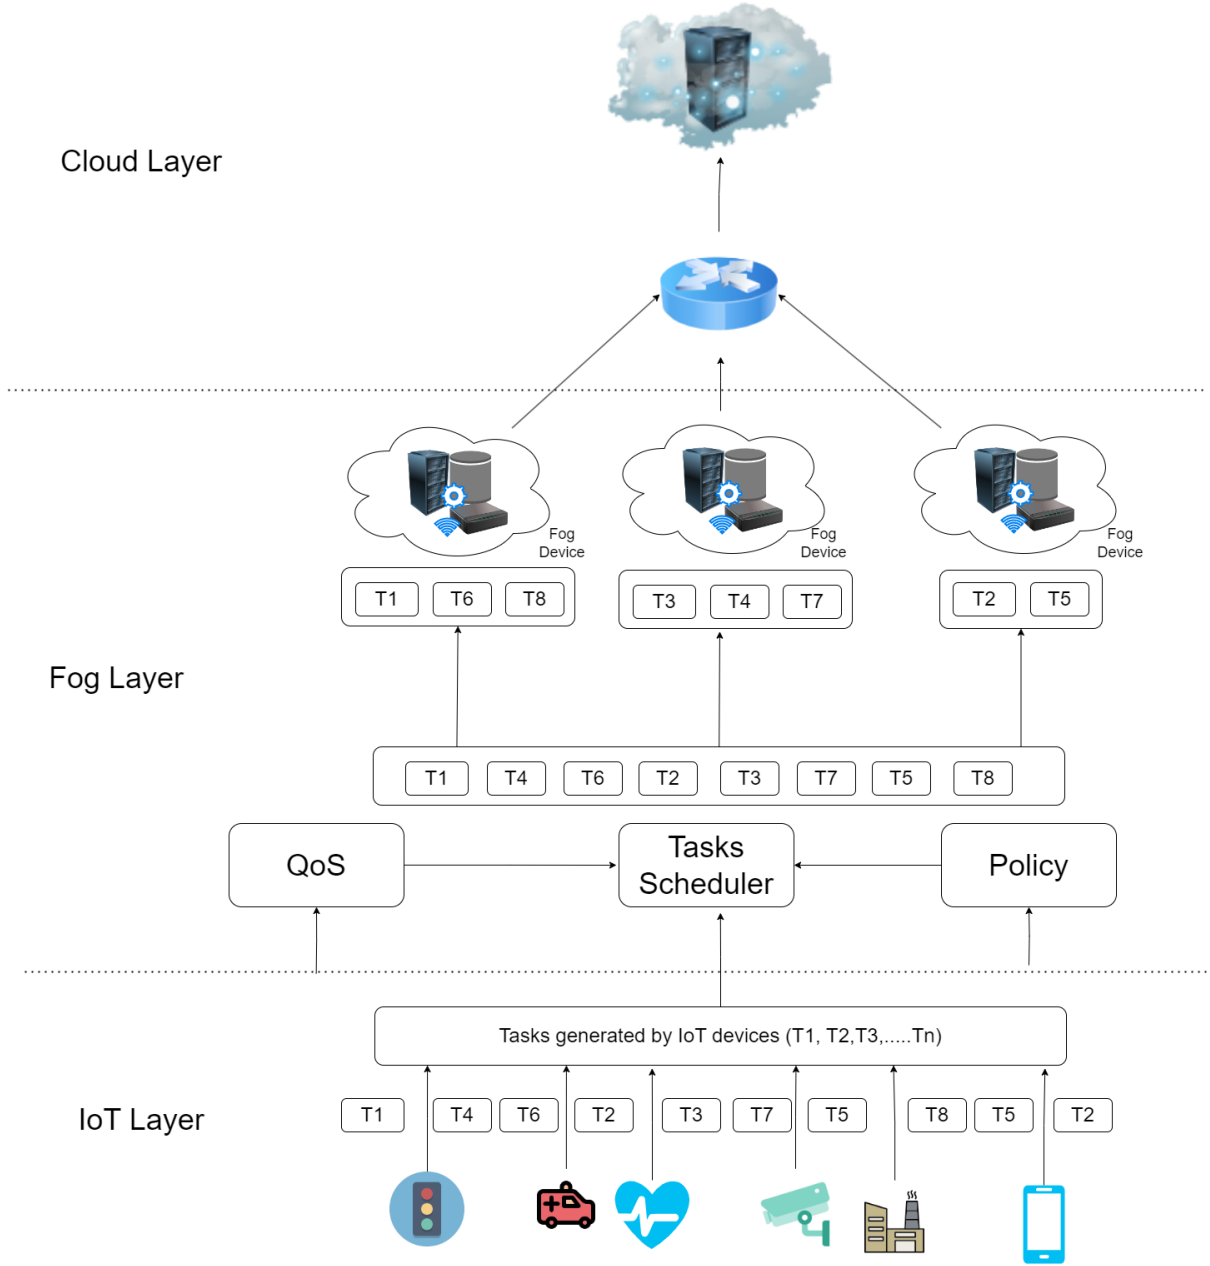 Cloud Layer
Fog
Device
Fog
Device
Fog
Device
T1 T6 T8
T3 T4 T7
T2 T5
Fog Layer
T1 T4 T6 T2 T3 T7 T5 T8
QoS
Tasks
Scheduler
Policy
Tasks generated by IoT devices (T1, T2,T3,.....Tn)
IoT Layer
T1 T4 T6 T2 T3 T7 T5 T8 T5 T2